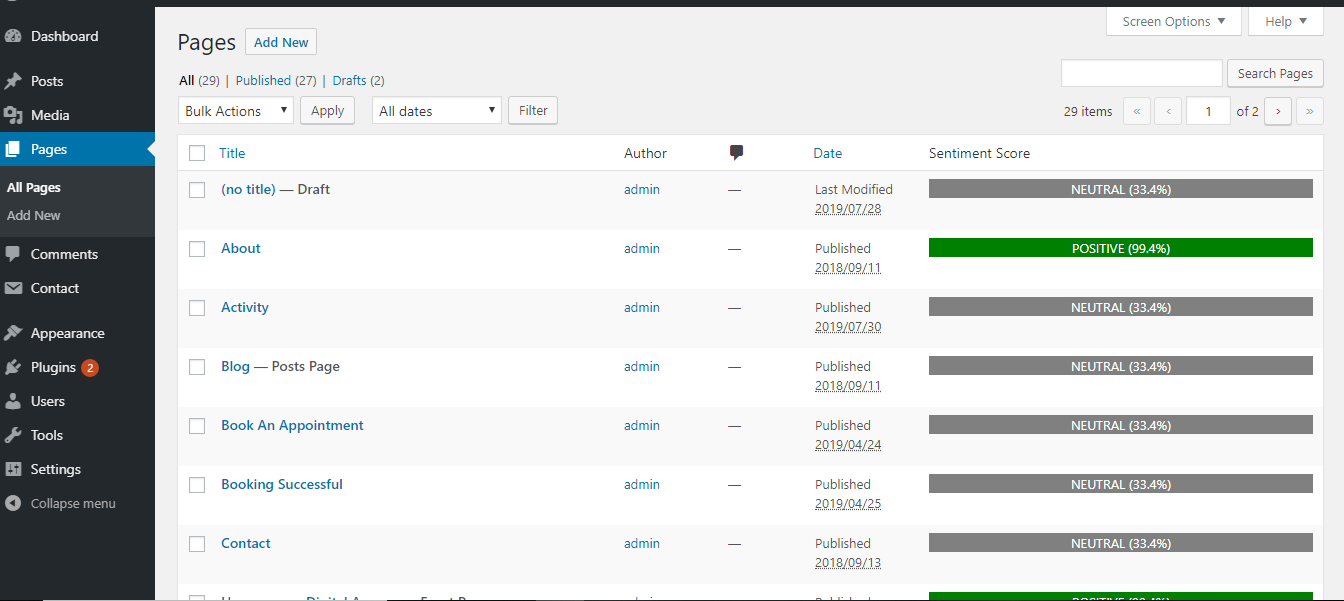 Dashboard
Posts
Media
Pages
All Pages
Add New
Comments
Contact
Appearance
Plugins 2
Users
Tools
Settings
Collapse menu
Screen Options ▼ Help ▼
Pages Add New
All (29) | Published (27) | Drafts (2)
Search Pages
Bulk Actions ▼ Apply All dates ▼ Filter
29 items « ‹ 1 of 2 › »
Title Author Date Sentiment Score
(no title) — Draft admin — Last Modified 2019/07/28 NEUTRAL (33.4%)
About admin — Published 2018/09/11 POSITIVE (99.4%)
Activity admin — Published 2019/07/30 NEUTRAL (33.4%)
Blog — Posts Page admin — Published 2018/09/11 NEUTRAL (33.4%)
Book An Appointment admin — Published 2019/04/24 NEUTRAL (33.4%)
Booking Successful admin — Published 2019/04/25 NEUTRAL (33.4%)
Contact admin — Published 2018/09/13 NEUTRAL (33.4%)